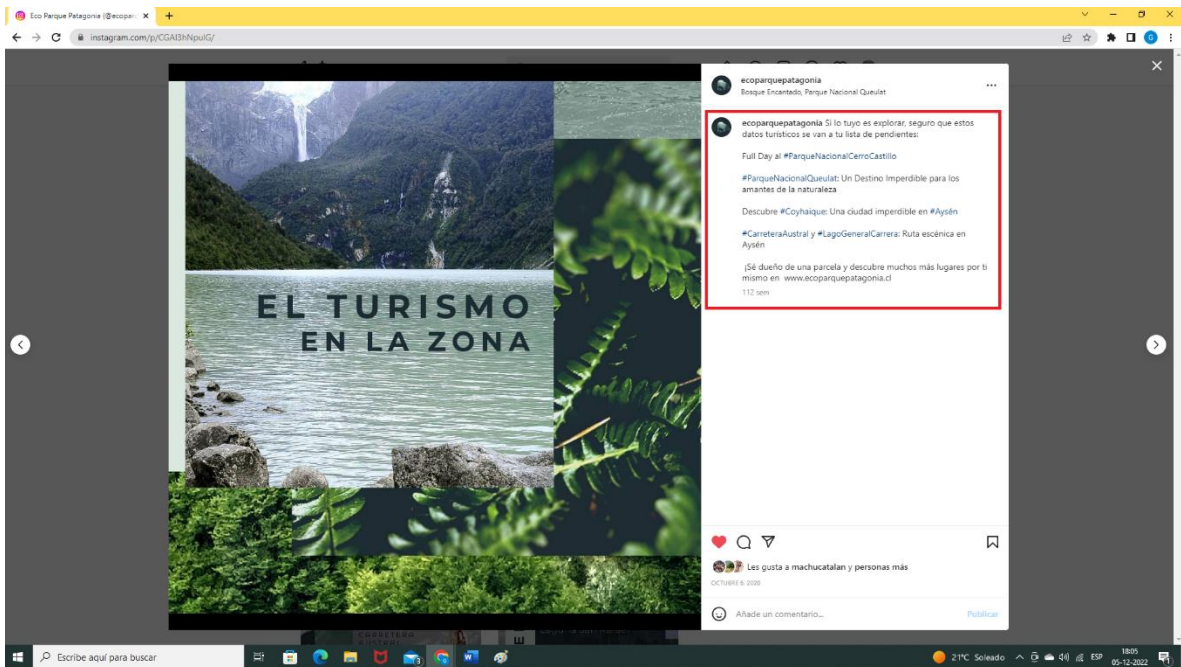 Eco Parque Patagonia (@ecoparq
instagram.com/p/CGAl3hNpulG/
ecoparquepatagonia
Bosque Encantado, Parque Nacional Queulat
ecoparquepatagonia Si lo tuyo es explorar, seguro que estos
datos turísticos se van a tu lista de pendientes:
Full Day al #ParqueNacionalCerroCastillo
#ParqueNacionalQueulat: Un Destino Imperdible para los
amantes de la naturaleza
Descubre #Coyhaique: Una ciudad imperdible en #Aysén
#CarreteraAustral y #LagoGeneralCarrera: Ruta escénica en
Aysén
¡Sé dueño de una parcela y descubre muchos más lugares por ti
mismo en www.ecoparquepatagonia.cl
112 sem
EL TURISMO
EN LA ZONA
Les gusta a machucatalan y personas más
OCTUBRE 6, 2020
Añade un comentario...
Publicar
CARRETERA
AUSTRAL
Escribe aquí para buscar
21°C Soleado
ESP
18:05
05-12-2022